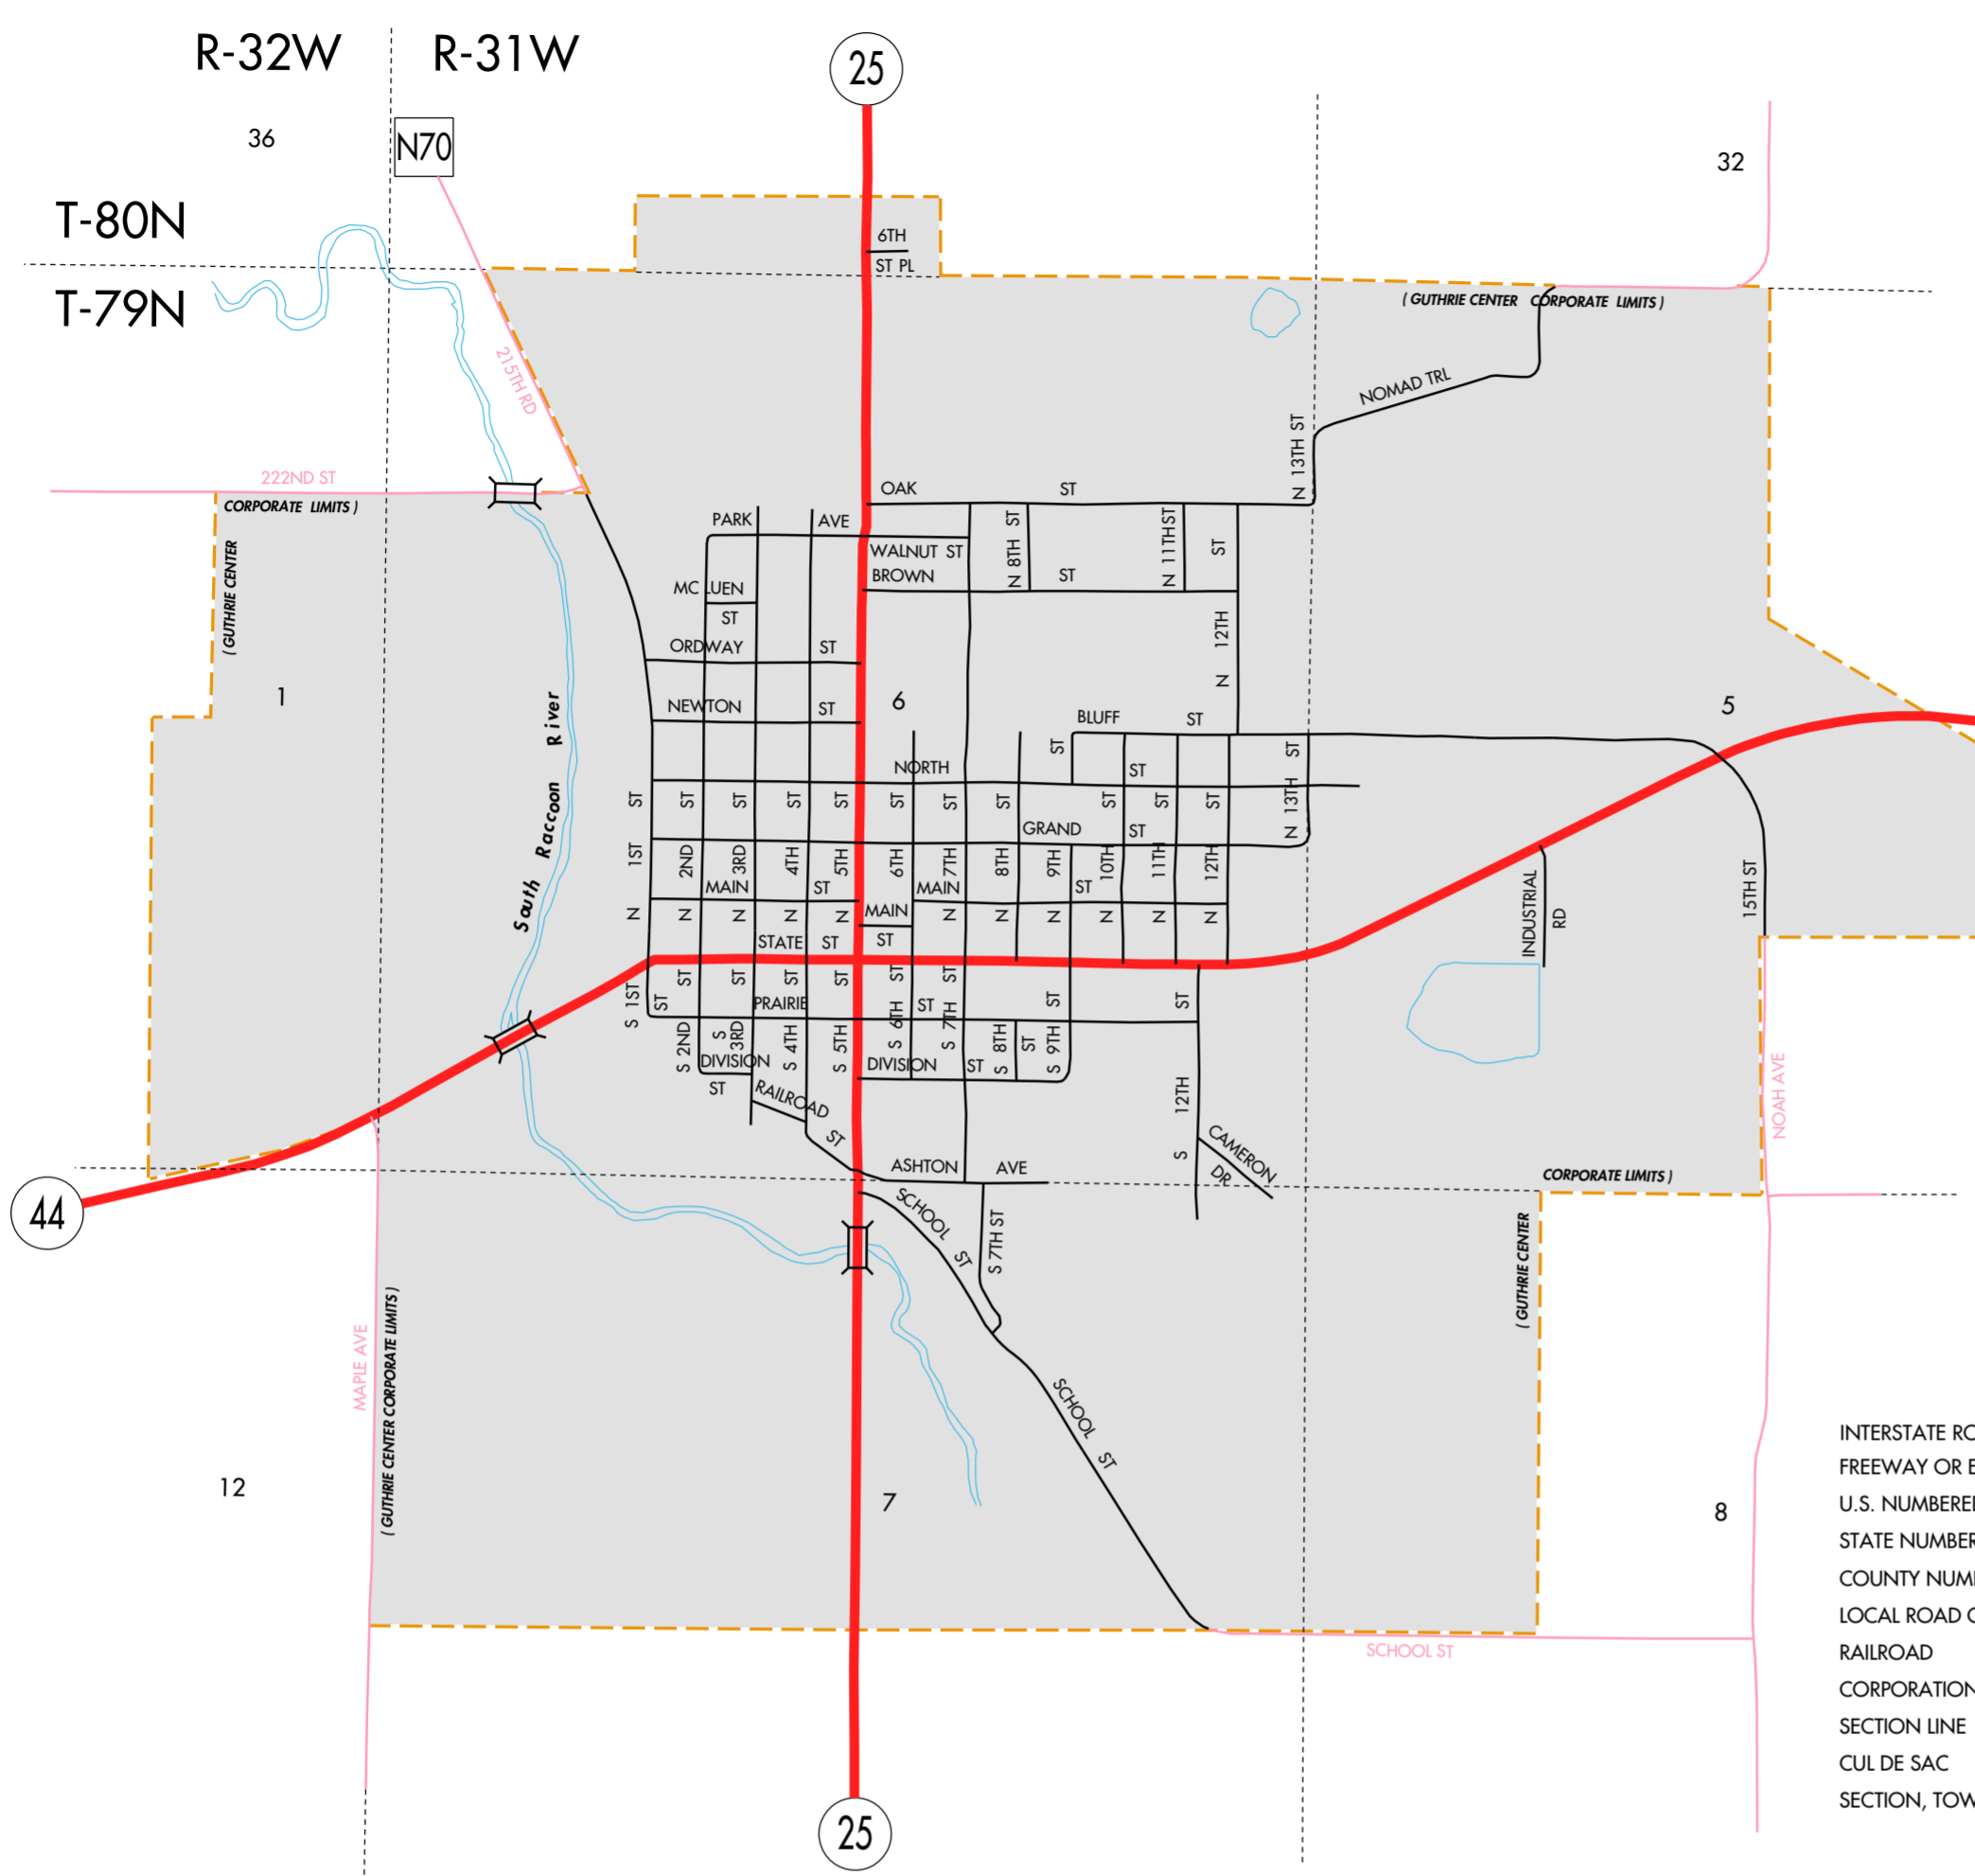 R-32W
R-31W
25
36
N70
32
T-80N
6TH
ST PL
T-79N
( GUTHRIE CENTER CORPORATE LIMITS )
215TH RD
NOMAD TRL
N 13TH ST
222ND ST
CORPORATE LIMITS )
( GUTHRIE CENTER
OAK ST
PARK AVE
WALNUT ST
BROWN ST
N 8TH ST
N 11TH ST
N 12TH ST
MC LUEN
ST
ORDWAY ST
1
NEWTON ST
6
BLUFF ST
5
South Raccoon River
NORTH ST
GRAND ST
N 1ST ST
N 2ND ST
N 3RD ST
N 4TH ST
N 5TH ST
N 6TH ST
N 7TH ST
N 8TH ST
N 9TH ST
N 10TH ST
N 11TH ST
N 12TH ST
N 13TH ST
MAIN ST
MAIN ST
MAIN
ST
STATE ST
INDUSTRIAL
RD
15TH ST
S 1ST
ST
S 2ND ST
S 3RD ST
S 4TH ST
S 5TH ST
S 6TH ST
S 7TH ST
S 8TH
ST
S 9TH ST
S 12TH ST
PRAIRIE ST
DIVISION
ST
DIVISION ST
RAILROAD ST
CAMERON
DR
NOAH AVE
ASHTON AVE
CORPORATE LIMITS )
( GUTHRIE CENTER
44
SCHOOL ST
S 7TH ST
MAPLE AVE
( GUTHRIE CENTER CORPORATE LIMITS )
SCHOOL ST
12
7
8
SCHOOL ST
25
INTERSTATE RO
FREEWAY OR E
U.S. NUMBERE
STATE NUMBER
COUNTY NUM
LOCAL ROAD O
RAILROAD
CORPORATION
SECTION LINE
CUL DE SAC
SECTION, TOW